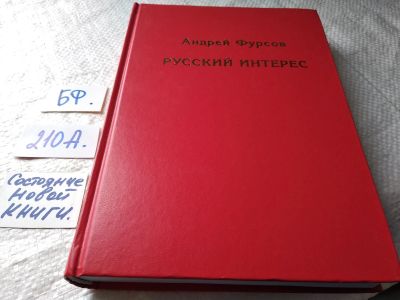 Андрей Фурсов
РУССКИЙ ИНТЕРЕС
БФ.
210А.
Состояние
новой
книги.